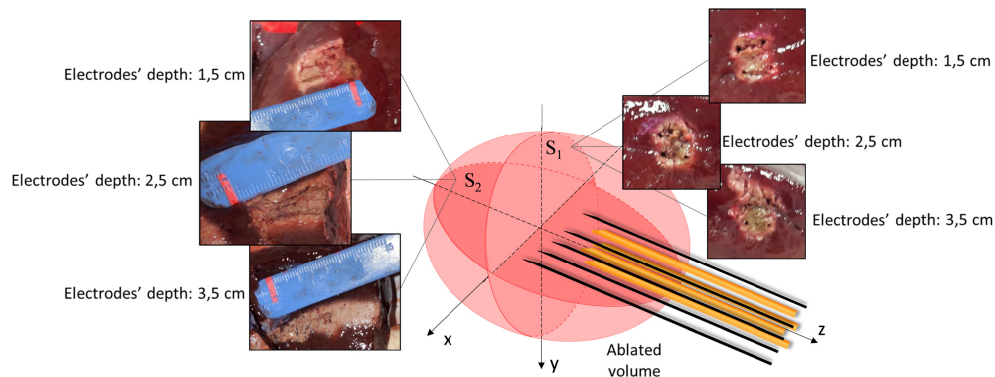 Electrodes' depth: 1,5 cm
Electrodes' depth: 2,5 cm
Electrodes' depth: 3,5 cm
S1
S2
Electrodes' depth: 1,5 cm
Electrodes' depth: 2,5 cm
Electrodes' depth: 3,5 cm
x
y
z
Ablated
volume